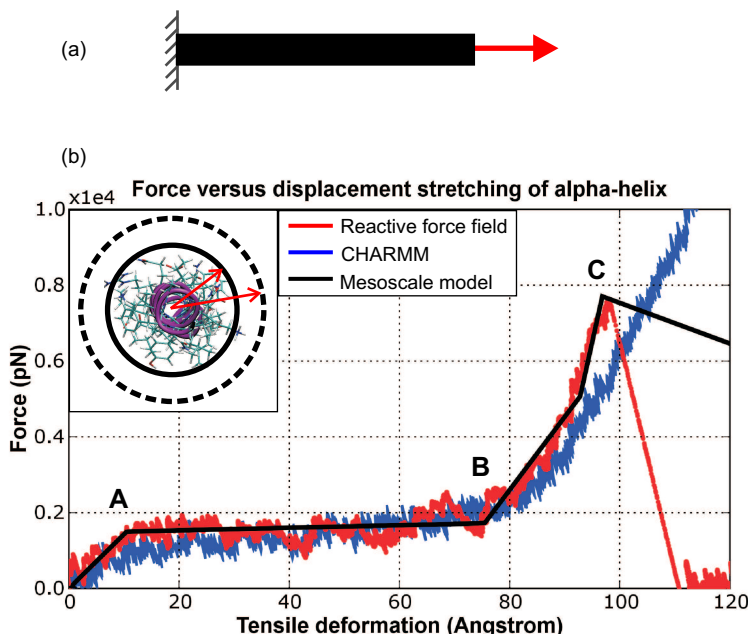 (a)
(b)
Force versus displacement stretching of alpha-helix
x1e4
1.0
0.8
0.6
0.4
0.2
0.0
Force (pN)
Reactive force field
CHARMM
Mesoscale model
A
B
C
0
20
40
60
80
100
120
Tensile deformation (Angstrom)